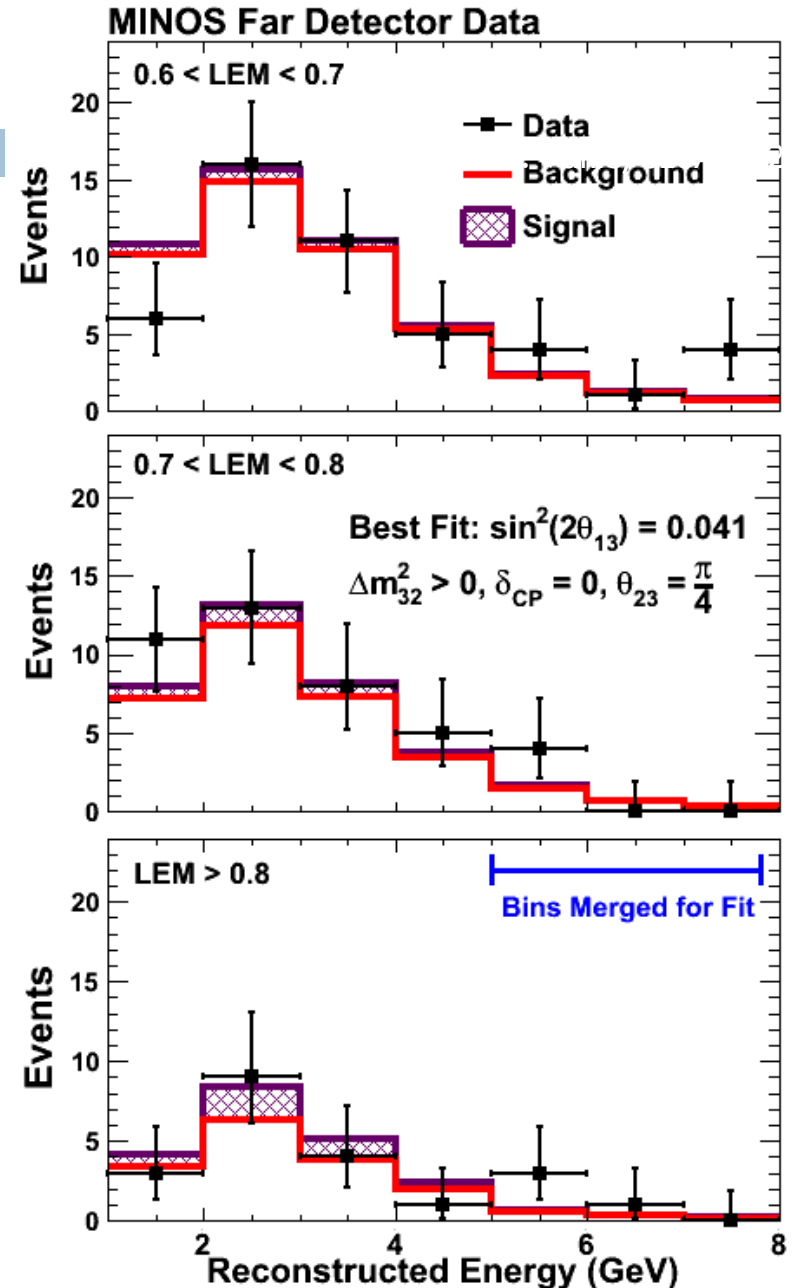 MINOS Far Detector Data
0.6 < LEM < 0.7
Data
Background
Signal
Events
20
15
10
5
0
0.7 < LEM < 0.8
Best Fit: sin²(2θ₁₃) = 0.041
Δm²₃₂ > 0, δ_CP = 0, θ₂₃ = π/4
Events
20
15
10
5
0
LEM > 0.8
Bins Merged for Fit
Events
20
15
10
5
0
2 4 6 8
Reconstructed Energy (GeV)